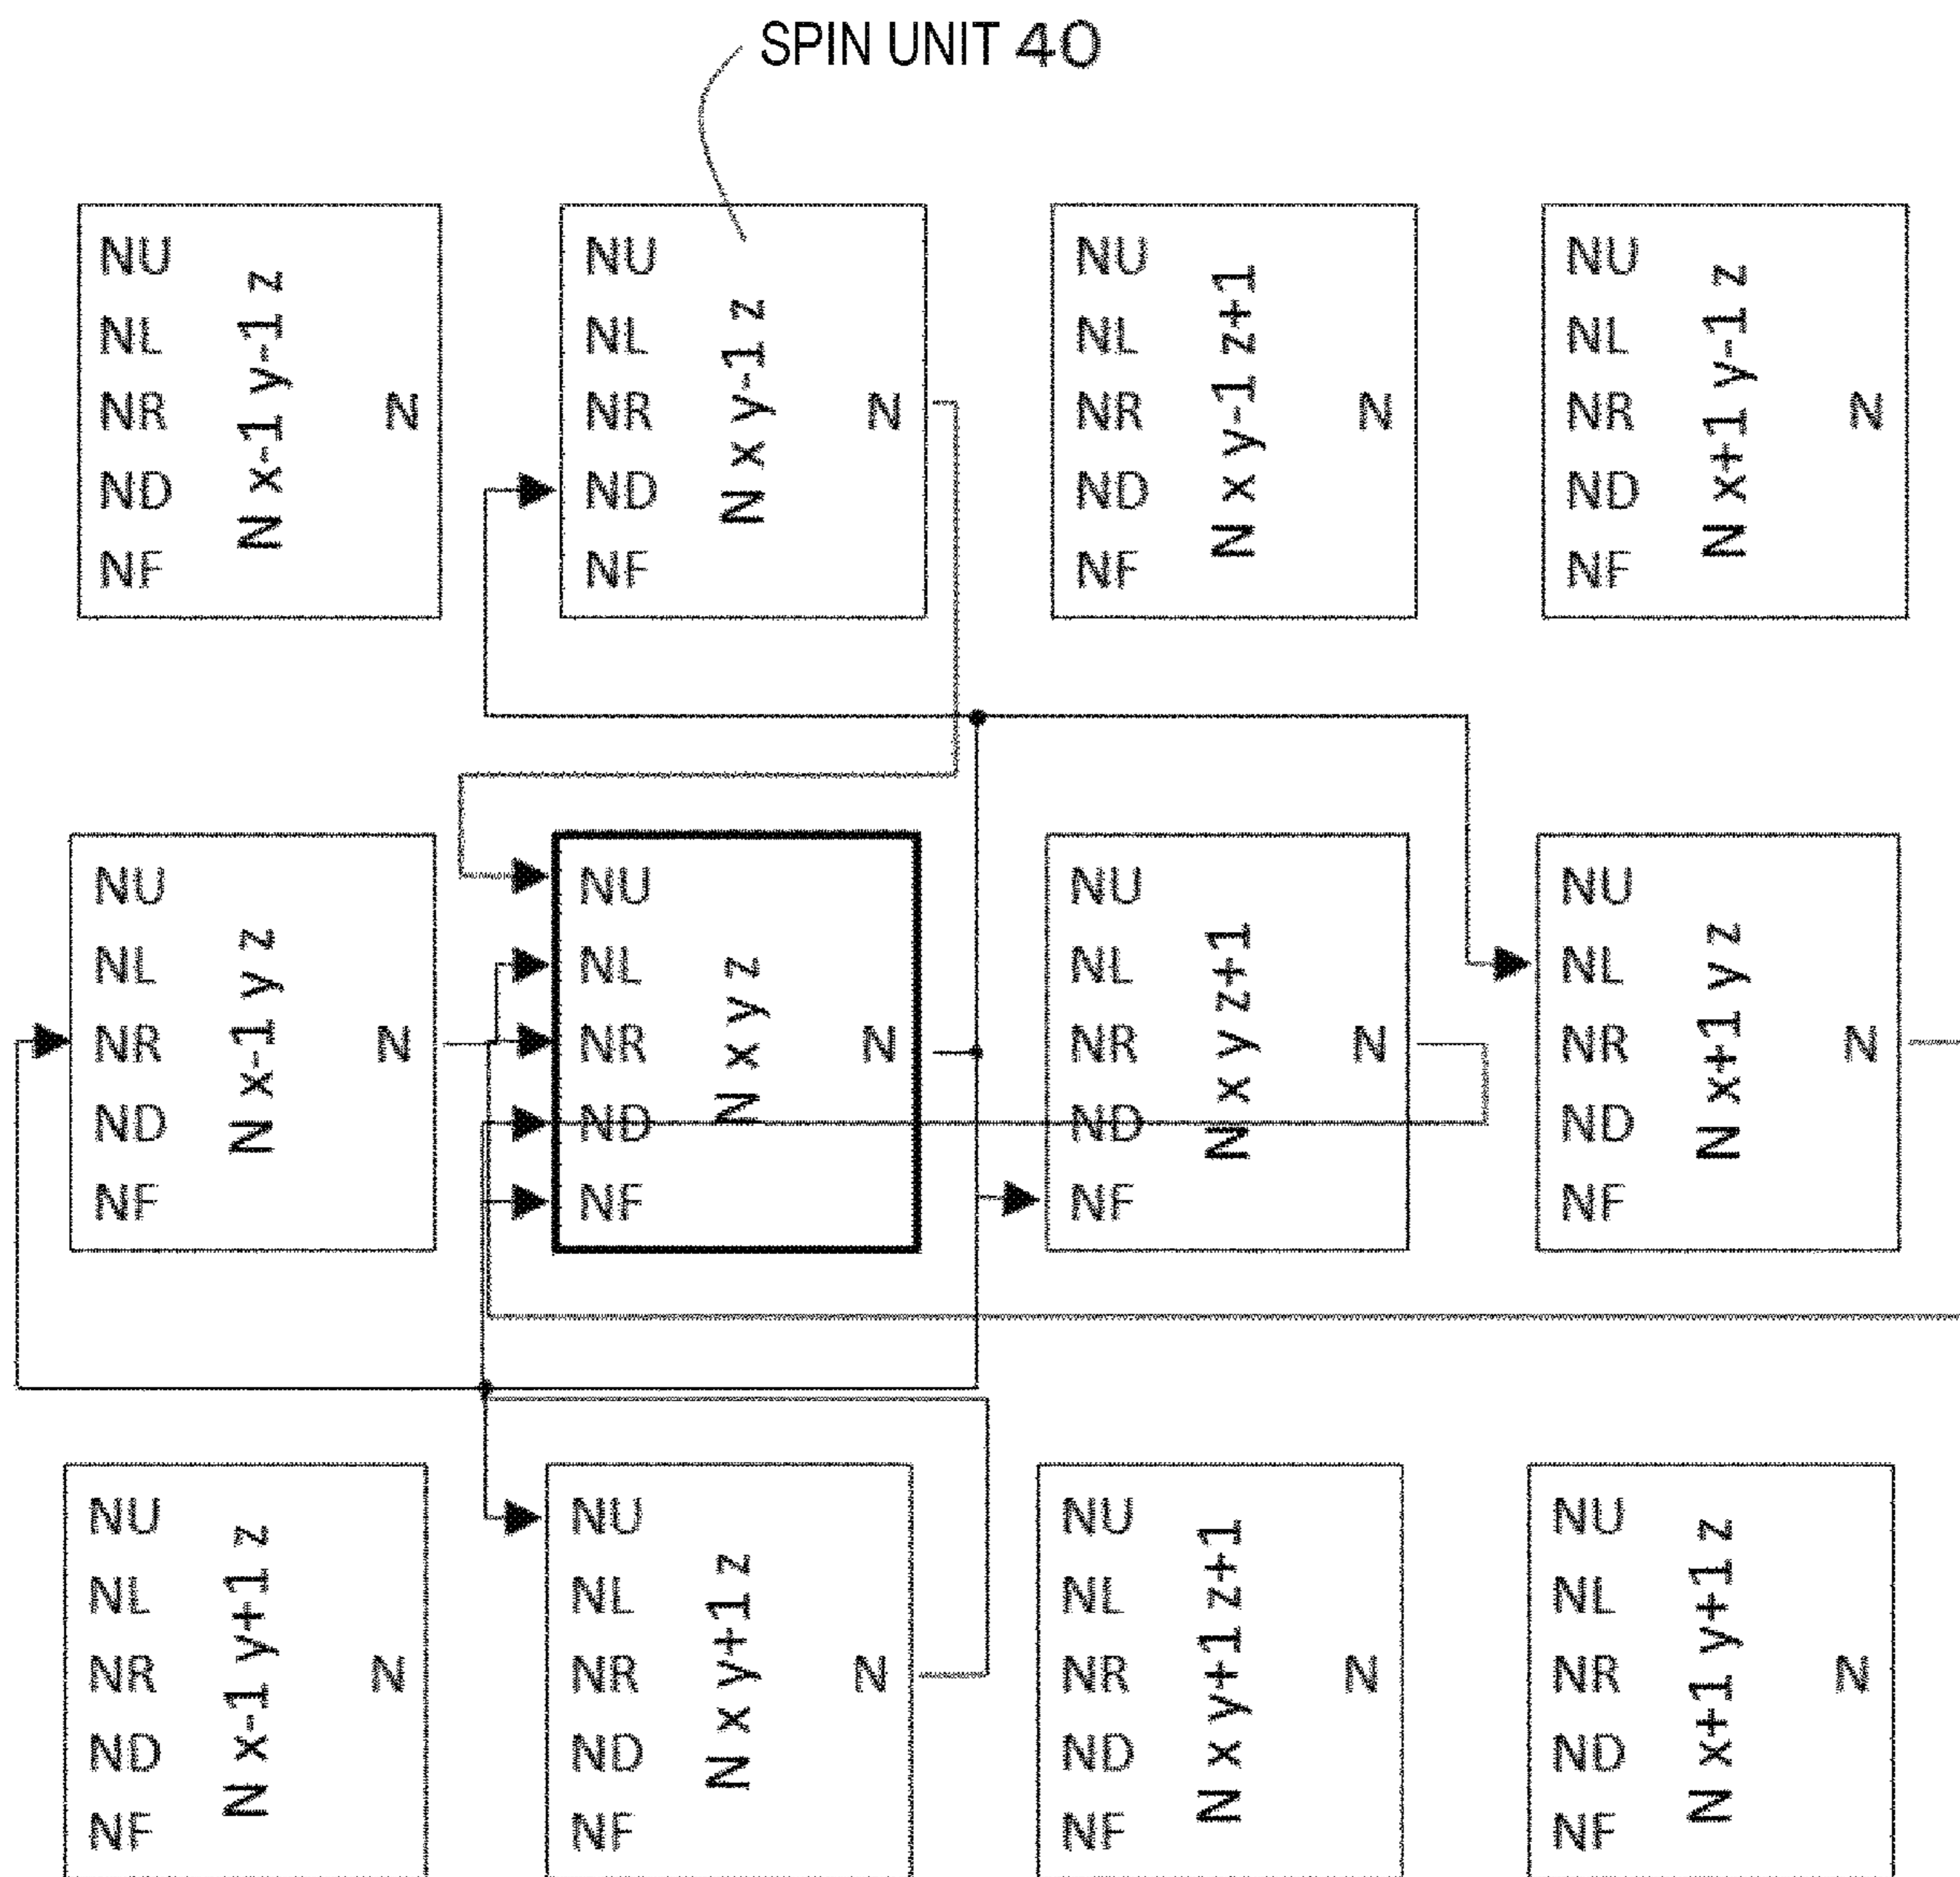 SPIN UNIT 40
NU
NL
NR
ND
NF
N x-1 y-1 z
N
NU
NL
NR
ND
NF
N x y-1 z
N
NU
NL
NR
ND
NF
N x y-1 z+1
N
NU
NL
NR
ND
NF
N x+1 y-1 z
N
NU
NL
NR
ND
NF
N x-1 y z
N
NU
NL
NR
ND
NF
N x y z
N
NU
NL
NR
ND
NF
N x y z+1
N
NU
NL
NR
ND
NF
N x+1 y z
N
NU
NL
NR
ND
NF
N x-1 y+1 z
N
NU
NL
NR
ND
NF
N x y+1 z
N
NU
NL
NR
ND
NF
N x y+1 z+1
N
NU
NL
NR
ND
NF
N x+1 y+1 z
N